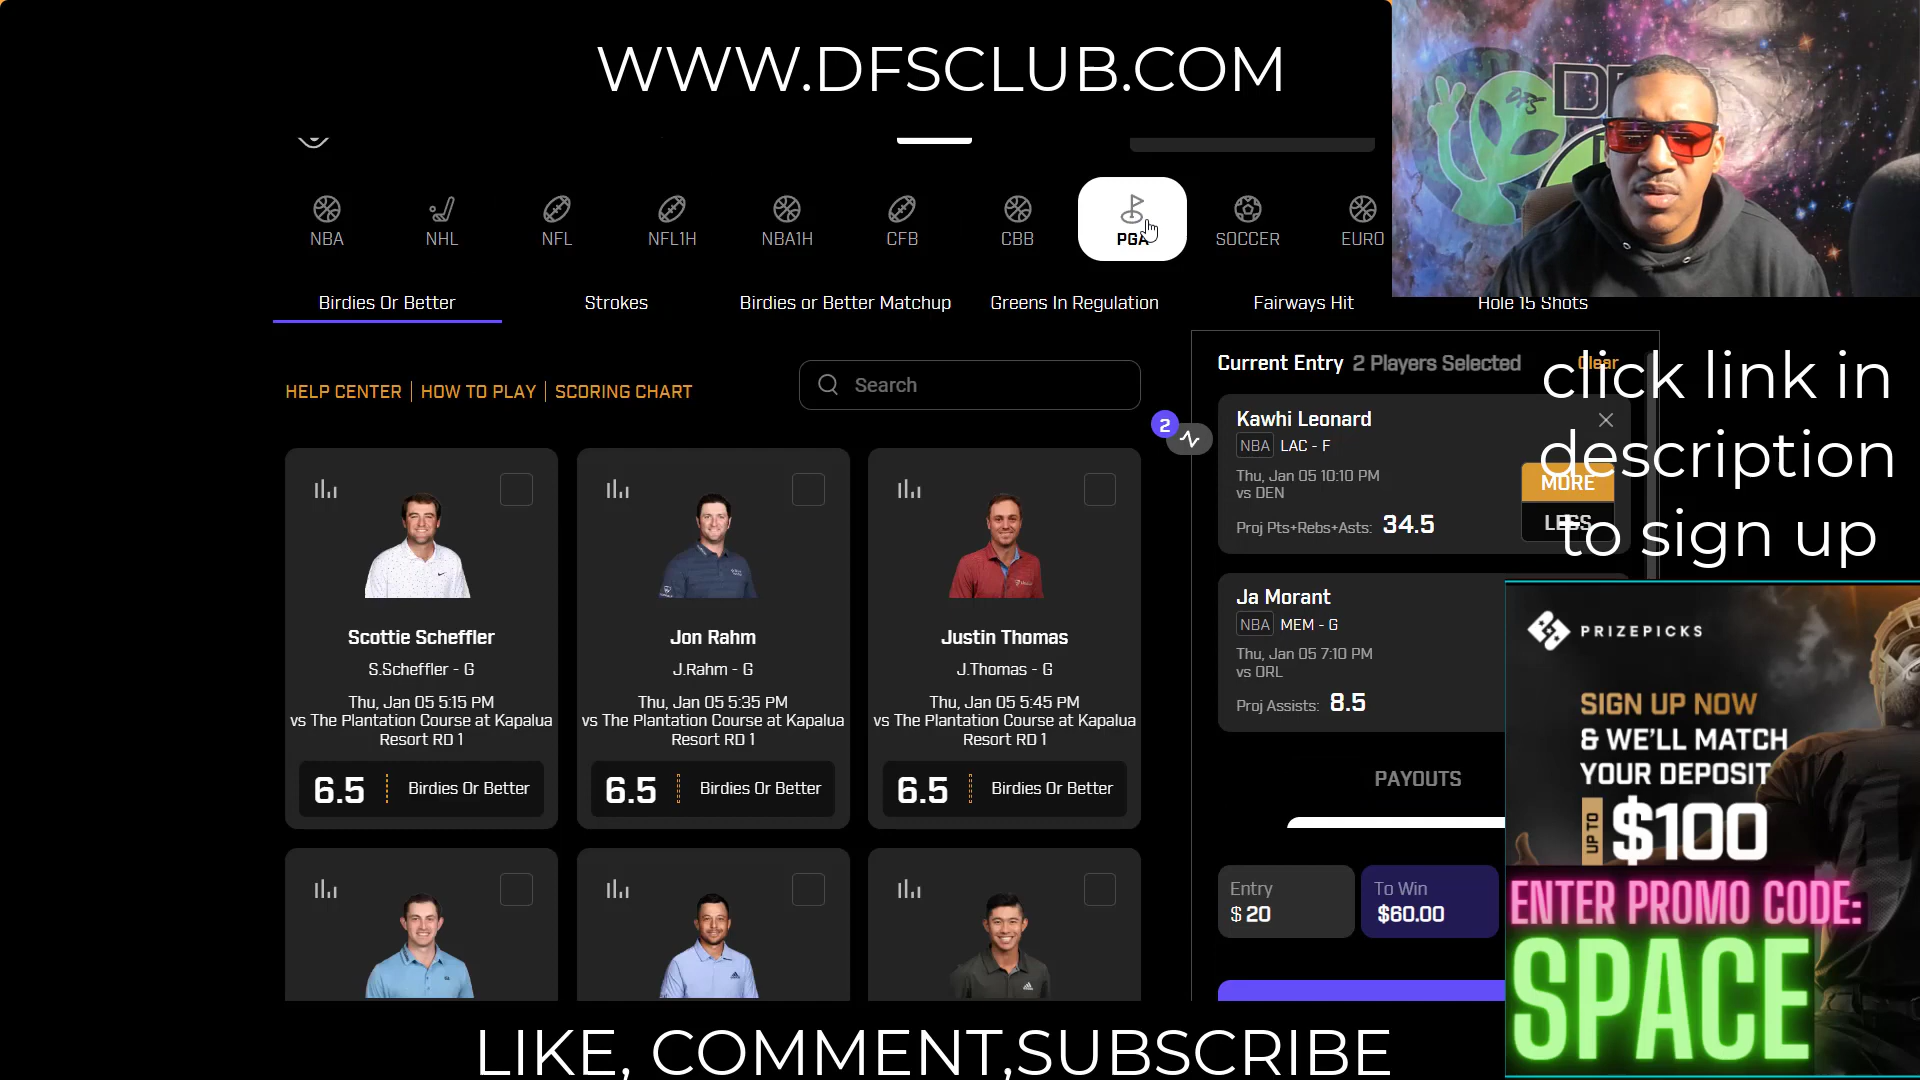 WWW.DFSCLUB.COM
NBA
NHL
NFL
NFL1H
NBA1H
CFB
CBB
PGA
SOCCER
EURO
Birdies Or Better
Strokes
Birdies or Better Matchup
Greens In Regulation
Fairways Hit
Hole 15 Shots
HELP CENTER | HOW TO PLAY | SCORING CHART
Search
Scottie Scheffler
S.Scheffler - G
Thu, Jan 05 5:15 PM
vs The Plantation Course at Kapalua
Resort RD 1
6.5 Birdies Or Better
Jon Rahm
J.Rahm - G
Thu, Jan 05 5:35 PM
vs The Plantation Course at Kapalua
Resort RD 1
6.5 Birdies Or Better
Justin Thomas
J.Thomas - G
Thu, Jan 05 5:45 PM
vs The Plantation Course at Kapalua
Resort RD 1
6.5 Birdies Or Better
2
Current Entry 2 Players Selected
Clear
Kawhi Leonard
NBA LAC - F
Thu, Jan 05 10:10 PM
vs DEN
Proj Pts+Rebs+Asts: 34.5
MORE
LESS
Ja Morant
NBA MEM - G
Thu, Jan 05 7:10 PM
vs ORL
Proj Assists: 8.5
PAYOUTS
Entry
$ 20
To Win
$60.00
click link in
description
to sign up
PRIZEPICKS
SIGN UP NOW
& WE'LL MATCH
YOUR DEPOSIT
UP TO $100
ENTER PROMO CODE:
SPACE
LIKE, COMMENT,SUBSCRIBE